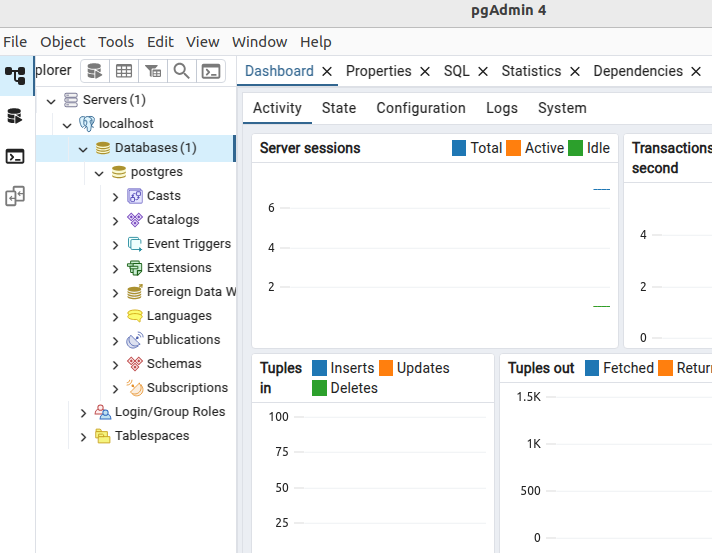 pgAdmin 4
File Object Tools Edit View Window Help
plorer
Dashboard Properties SQL Statistics Dependencies
Servers (1)
localhost
Databases (1)
postgres
Casts
Catalogs
Event Triggers
Extensions
Foreign Data W
Languages
Publications
Schemas
Subscriptions
Login/Group Roles
Tablespaces
Activity State Configuration Logs System
Server sessions Total Active Idle
6
4
2
Transactions
second
4
2
0
Tuples
in
Inserts Updates
Deletes
100
75
50
25
Tuples out Fetched Return
1.5K
1K
500
0